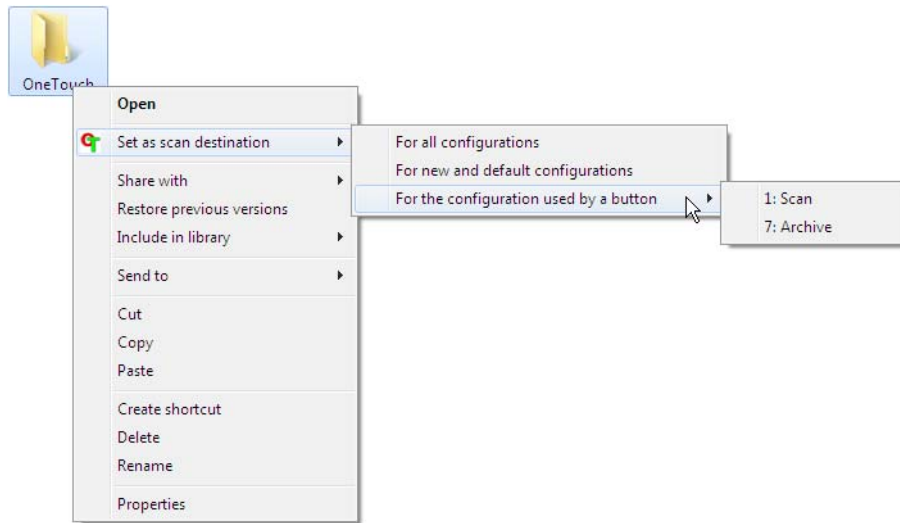 OneTouch
Open
Set as scan destination
Share with
Restore previous versions
Include in library
Send to
Cut
Copy
Paste
Create shortcut
Delete
Rename
Properties
For all configurations
For new and default configurations
For the configuration used by a button
1: Scan
7: Archive